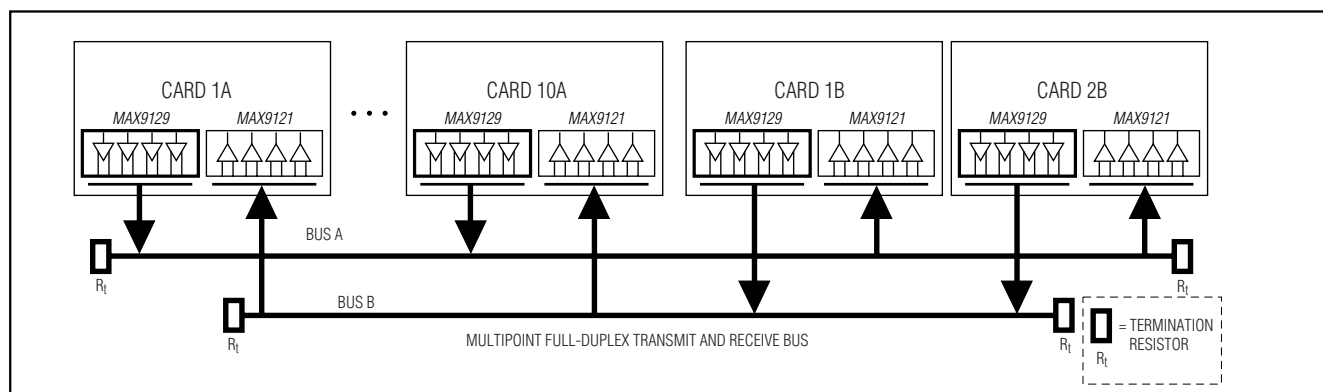 CARD 1A
MAX9129
MAX9121
...
CARD 10A
MAX9129
MAX9121
CARD 1B
MAX9129
MAX9121
CARD 2B
MAX9129
MAX9121
BUS A
Rt
Rt
BUS B
Rt
Rt
MULTIPOINT FULL-DUPLEX TRANSMIT AND RECEIVE BUS
Rt
= TERMINATION
RESISTOR